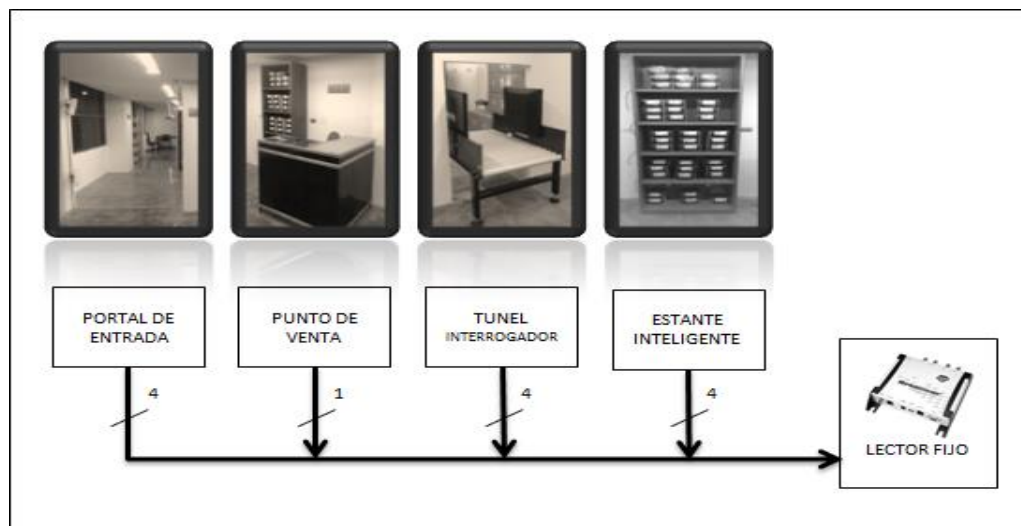 PORTAL DE
ENTRADA
PUNTO DE
VENTA
TUNEL
INTERROGADOR
ESTANTE
INTELIGENTE
4
1
4
4
LECTOR FIJO